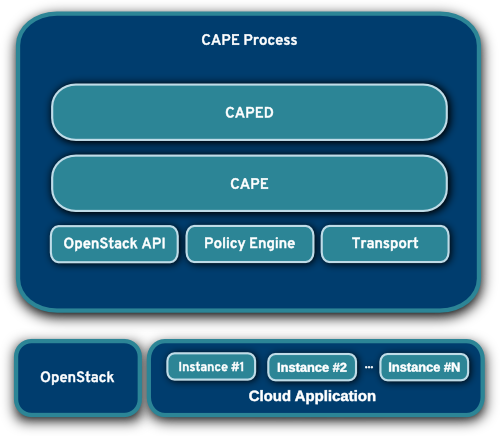 CAPE Process
CAPED
CAPE
OpenStack API Policy Engine Transport
OpenStack
Instance #1 Instance #2 ... Instance #N
Cloud Application